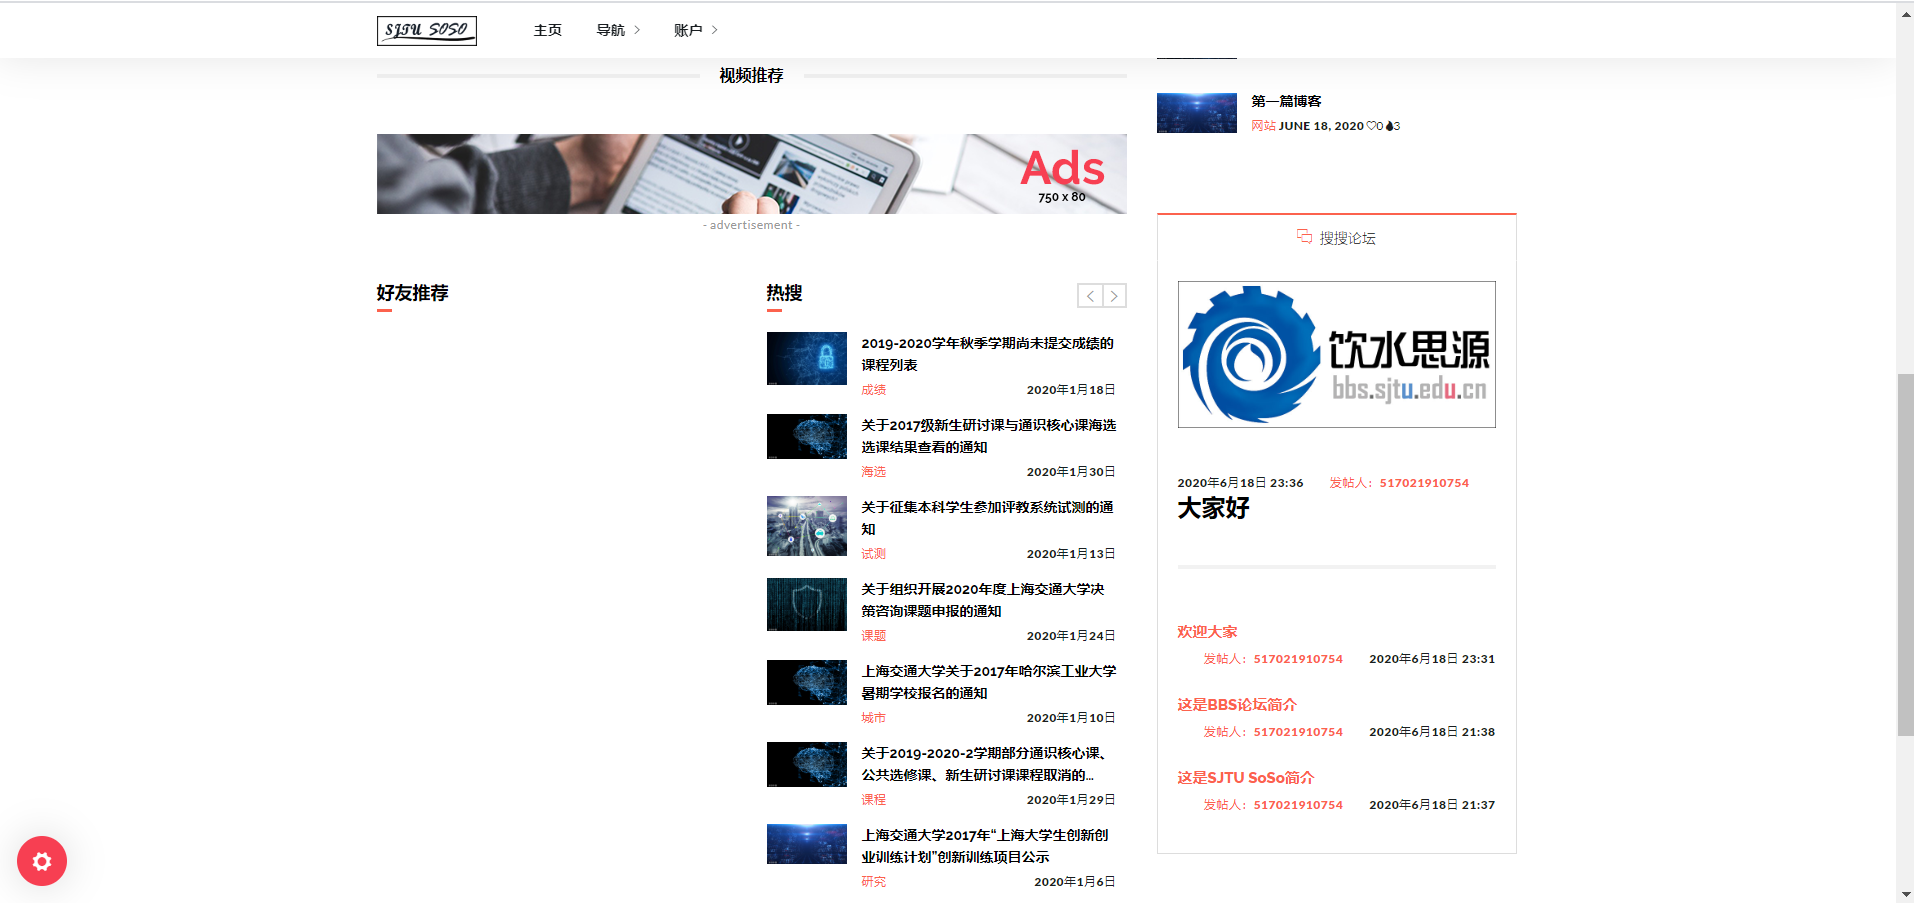 SJTU SOSO
主页
导航
账户
视频推荐
Ads
750 x 80
- advertisement -
好友推荐
热搜
2019-2020学年秋季学期尚未提交成绩的
课程列表
成绩 2020年1月18日
关于2017级新生研讨课与通识核心课海选
选课结果查看的通知
海选 2020年1月30日
关于征集本科学生参加评教系统试测的通
知
试测 2020年1月13日
关于组织开展2020年度上海交通大学决
策咨询课题申报的通知
课题 2020年1月24日
上海交通大学关于2017年哈尔滨工业大学
暑期学校报名的通知
城市 2020年1月10日
关于2019-2020-2学期部分通识核心课、
公共选修课、新生研讨课课程取消的...
课程 2020年1月29日
上海交通大学2017年“上海大学生创新创
业训练计划”创新训练项目公示
研究 2020年1月6日
第一篇博客
网站 JUNE 18, 2020 0 3
搜搜论坛
饮水思源
bbs.sjtu.edu.cn
2020年6月18日 23:36 发帖人：517021910754
大家好
欢迎大家
发帖人：517021910754 2020年6月18日 23:31
这是BBS论坛简介
发帖人：517021910754 2020年6月18日 21:38
这是SJTU SoSo简介
发帖人：517021910754 2020年6月18日 21:37